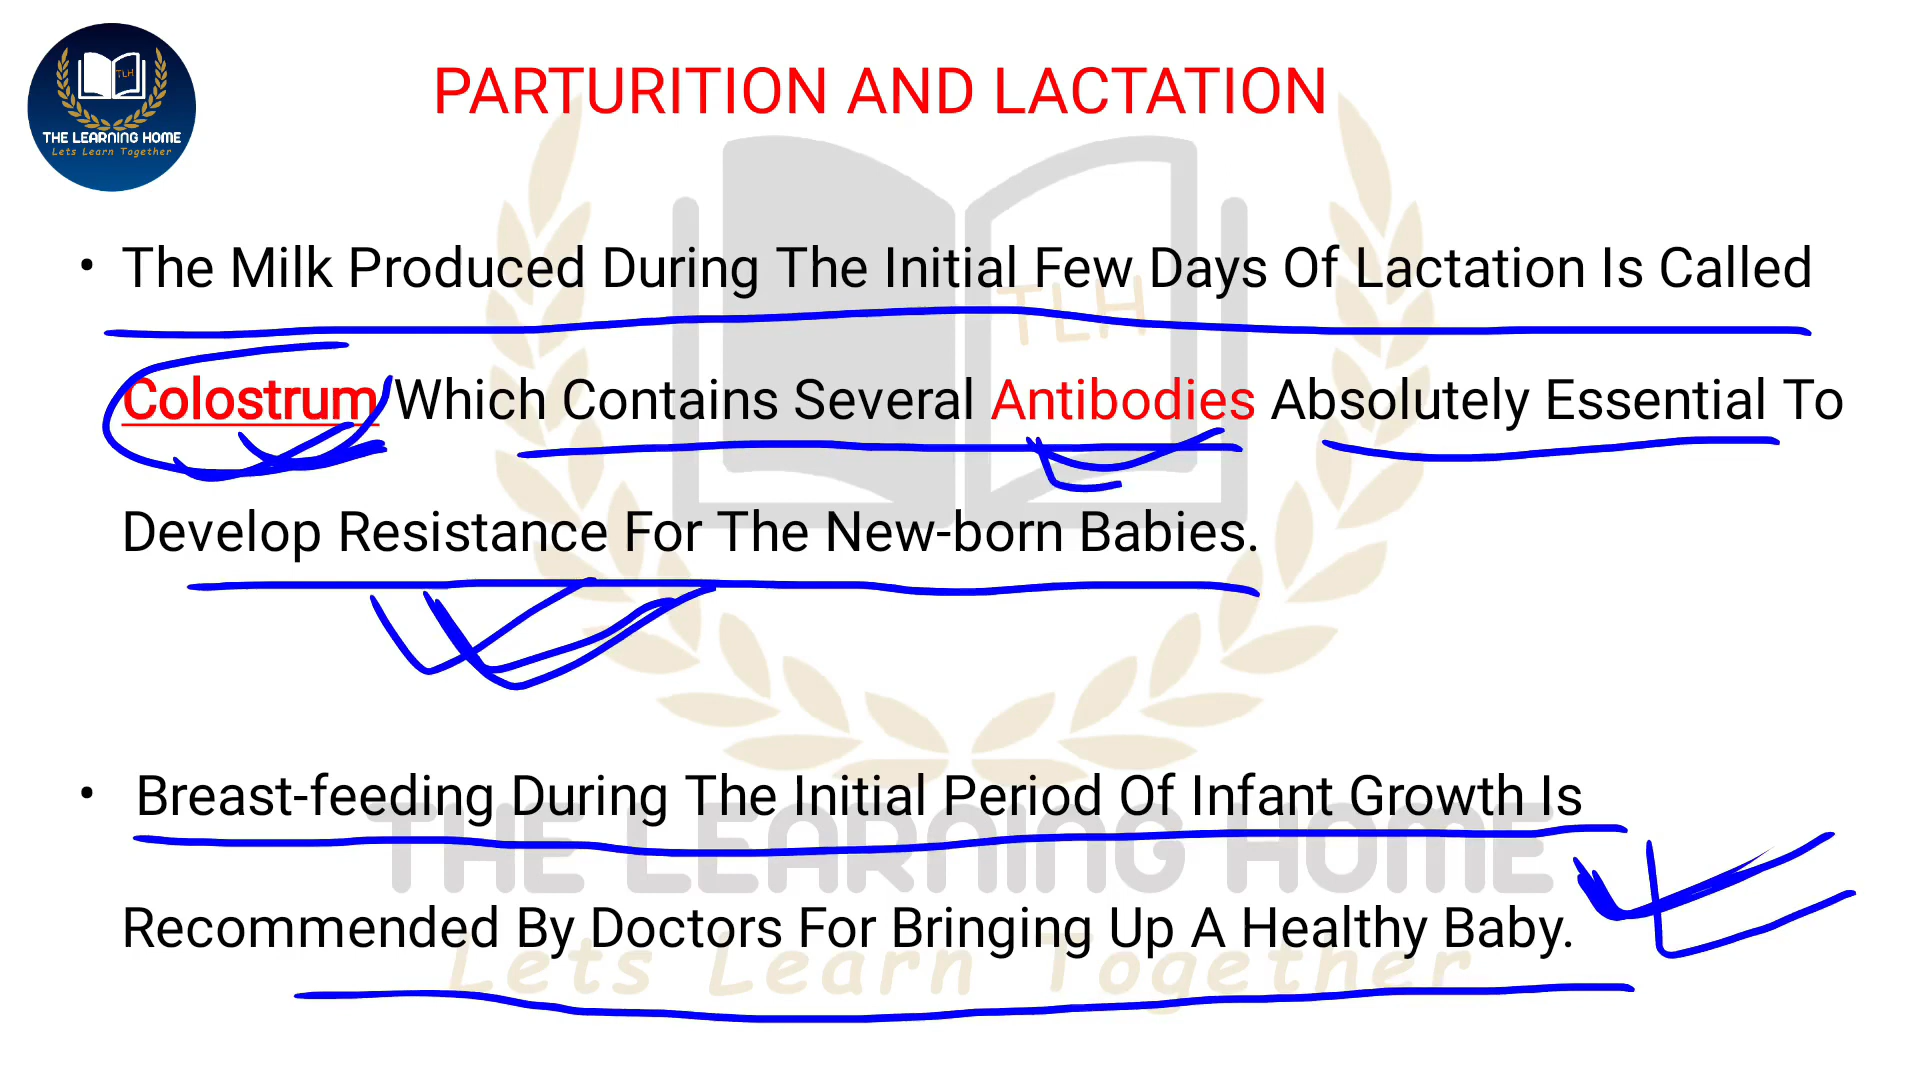 TLH
THE LEARNING HOME
Lets Learn Together
PARTURITION AND LACTATION
• The Milk Produced During The Initial Few Days Of Lactation Is Called
Colostrum Which Contains Several Antibodies Absolutely Essential To
Develop Resistance For The New-born Babies.
• Breast-feeding During The Initial Period Of Infant Growth Is
Recommended By Doctors For Bringing Up A Healthy Baby.
TLH
THE LEARNING HOME
Lets Learn Together